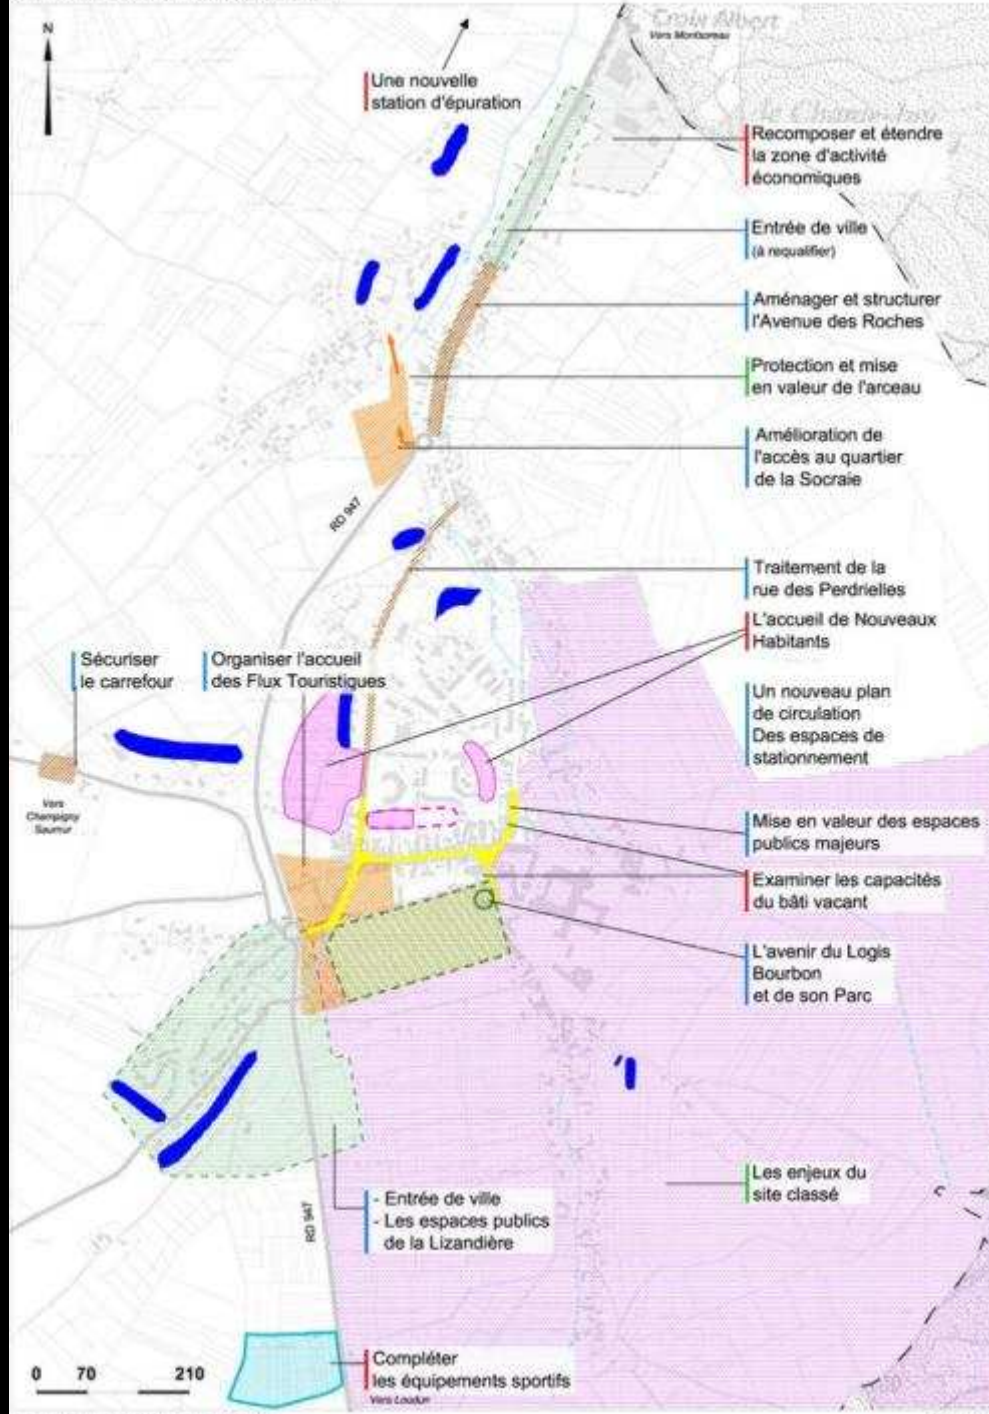 N
Croix Albert
Vers Montsoreau
Une nouvelle
station d'épuration
Recomposer et étendre
la zone d'activité
économiques
Entrée de ville
(à requalifier)
Aménager et structurer
l'Avenue des Roches
Protection et mise
en valeur de l'arceau
Amélioration de
l'accès au quartier
de la Socraie
RD 947
Traitement de la
rue des Perdrielles
L'accueil de Nouveaux
Habitants
Sécuriser
le carrefour
Organiser l'accueil
des Flux Touristiques
Un nouveau plan
de circulation
Des espaces de
stationnement
Vers
Champigny
Saumur
Mise en valeur des espaces
publics majeurs
Examiner les capacités
du bâti vacant
L'avenir du Logis
Bourbon
et de son Parc
Les enjeux du
site classé
- Entrée de ville
- Les espaces publics
de la Lizandière
RD 947
Compléter
les équipements sportifs
Vers Loudun
0 70 210